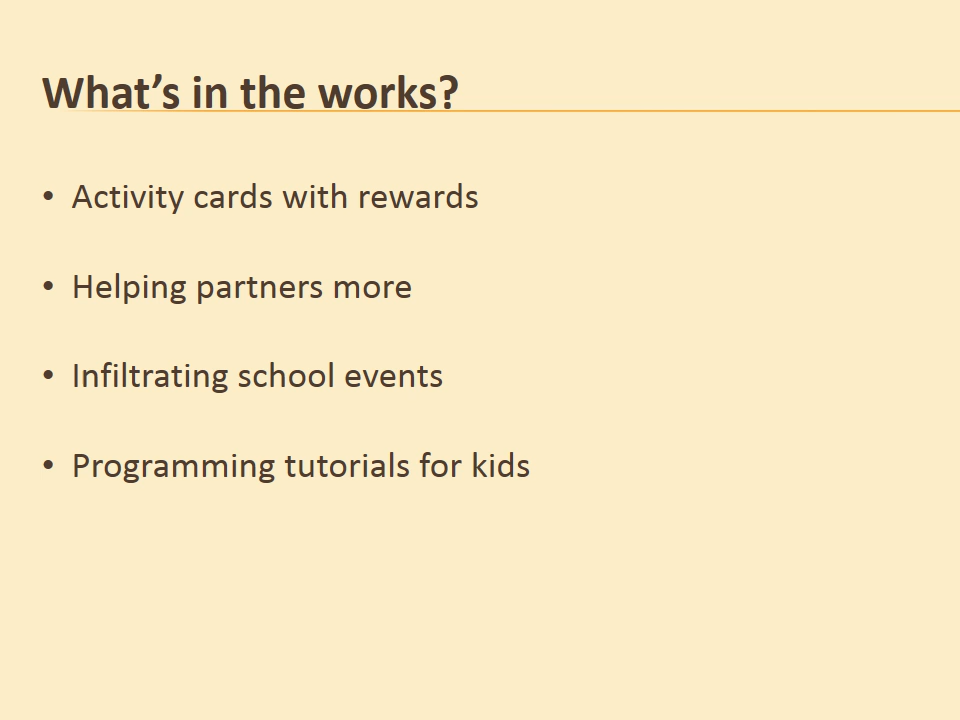 What’s in the works?
• Activity cards with rewards
• Helping partners more
• Infiltrating school events
• Programming tutorials for kids